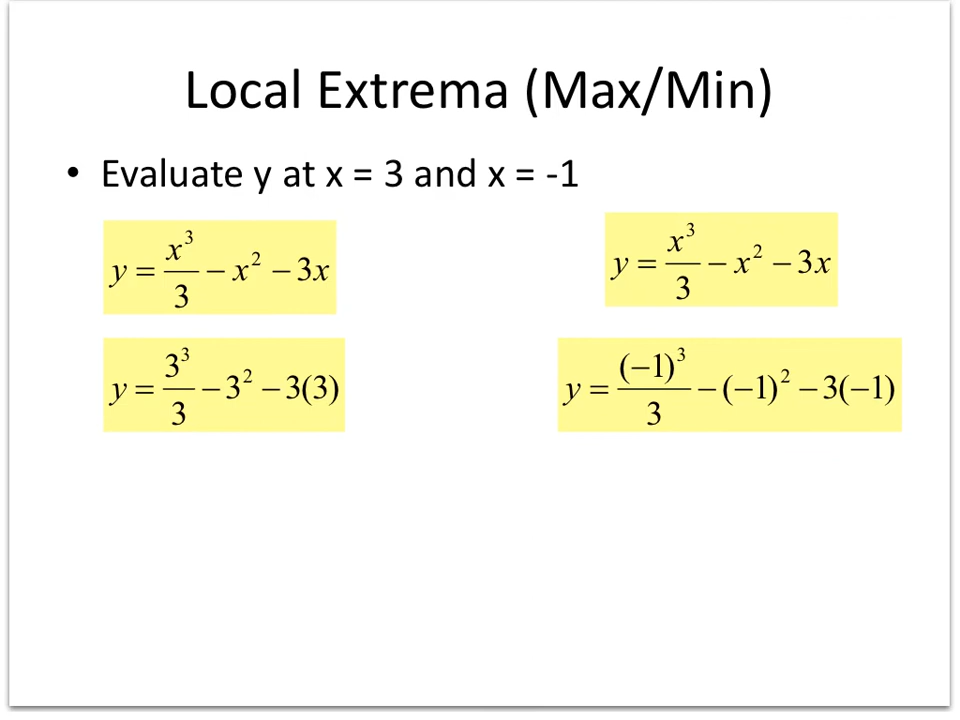 Local Extrema (Max/Min)
• Evaluate y at x = 3 and x = -1
y = x³/3 − x² − 3x
y = x³/3 − x² − 3x
y = 3³/3 − 3² − 3(3)
y = (−1)³/3 − (−1)² − 3(−1)